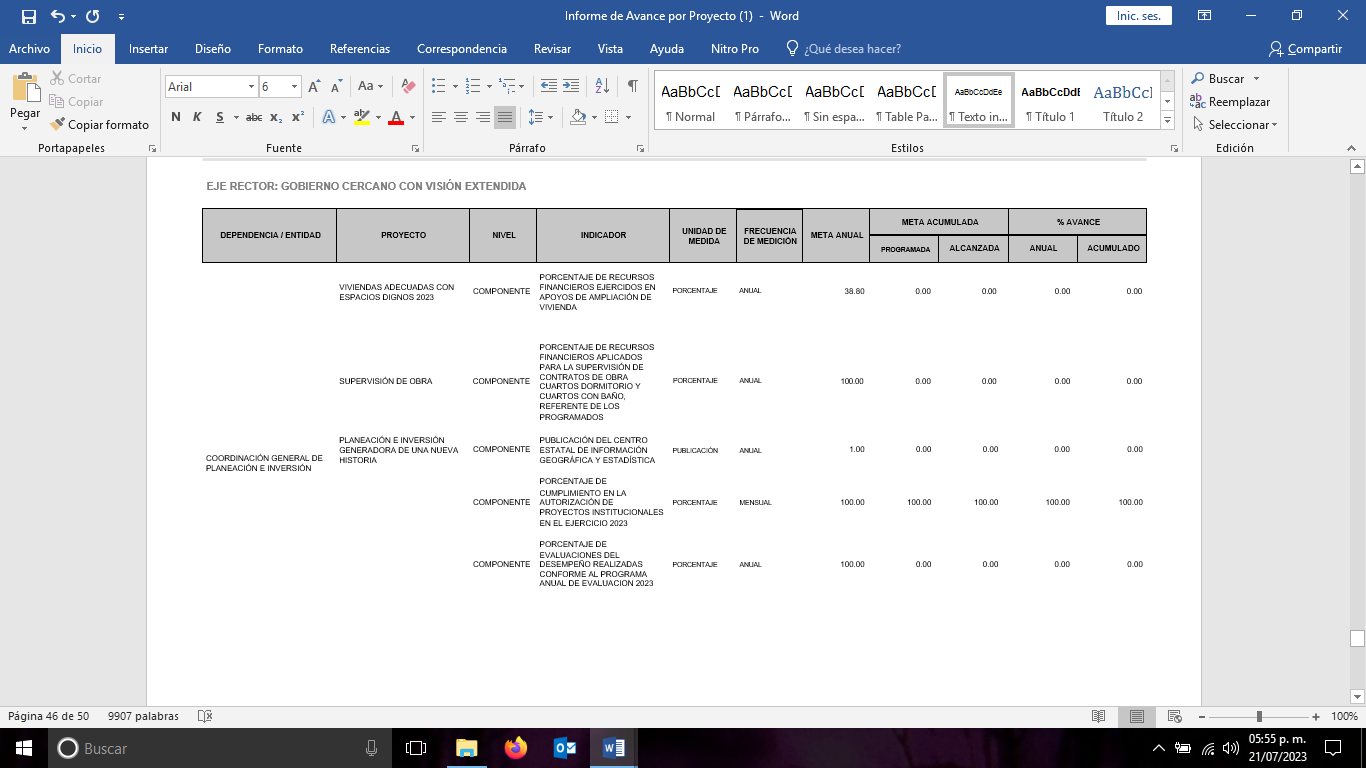 Informe de Avance por Proyecto (1) - Word
Inic. ses.
Archivo Inicio Insertar Diseño Formato Referencias Correspondencia Revisar Vista Ayuda Nitro Pro ¿Qué desea hacer? Compartir
Pegar
Cortar
Copiar
Copiar formato
Portapapeles
Arial 6
N K S abc x₂ x²
Fuente
Párrafo
AaBbCcD AaBbCcD AaBbCcD AaBbCcD AaBbCcDdEe AaBbCcDdE AaBbCcI
¶ Normal ¶ Párrafo... ¶ Sin espa... ¶ Table Pa... ¶ Texto in... ¶ Título 1 Título 2
Estilos
Buscar
Reemplazar
Seleccionar
Edición
EJE RECTOR: GOBIERNO CERCANO CON VISIÓN EXTENDIDA
DEPENDENCIA / ENTIDAD
PROYECTO
NIVEL
INDICADOR
UNIDAD DE
MEDIDA
FRECUENCIA
DE MEDICIÓN
META ANUAL
META ACUMULADA
PROGRAMADA ALCANZADA
% AVANCE
ANUAL ACUMULADO
VIVIENDAS ADECUADAS CON
ESPACIOS DIGNOS 2023
COMPONENTE
PORCENTAJE DE RECURSOS
FINANCIEROS EJERCIDOS EN
APOYOS DE AMPLIACIÓN DE
VIVIENDA
PORCENTAJE ANUAL 38.80 0.00 0.00 0.00 0.00
SUPERVISIÓN DE OBRA
COMPONENTE
PORCENTAJE DE RECURSOS
FINANCIEROS APLICADOS
PARA LA SUPERVISIÓN DE
CONTRATOS DE OBRA
CUARTOS DORMITORIO Y
CUARTOS CON BAÑO,
REFERENTE DE LOS
PROGRAMADOS
PORCENTAJE ANUAL 100.00 0.00 0.00 0.00 0.00
COORDINACIÓN GENERAL DE
PLANEACIÓN E INVERSIÓN
PLANEACIÓN E INVERSIÓN
GENERADORA DE UNA NUEVA
HISTORIA
COMPONENTE
PUBLICACIÓN DEL CENTRO
ESTATAL DE INFORMACIÓN
GEOGRÁFICA Y ESTADÍSTICA
PUBLICACIÓN ANUAL 1.00 0.00 0.00 0.00 0.00
COMPONENTE
PORCENTAJE DE
CUMPLIMIENTO EN LA
AUTORIZACIÓN DE
PROYECTOS INSTITUCIONALES
EN EL EJERCICIO 2023
PORCENTAJE MENSUAL 100.00 100.00 100.00 100.00 100.00
COMPONENTE
PORCENTAJE DE
EVALUACIONES DEL
DESEMPEÑO REALIZADAS
CONFORME AL PROGRAMA
ANUAL DE EVALUACION 2023
PORCENTAJE ANUAL 100.00 0.00 0.00 0.00 0.00
Página 46 de 50 9907 palabras 100%
Buscar
05:55 p. m.
21/07/2023